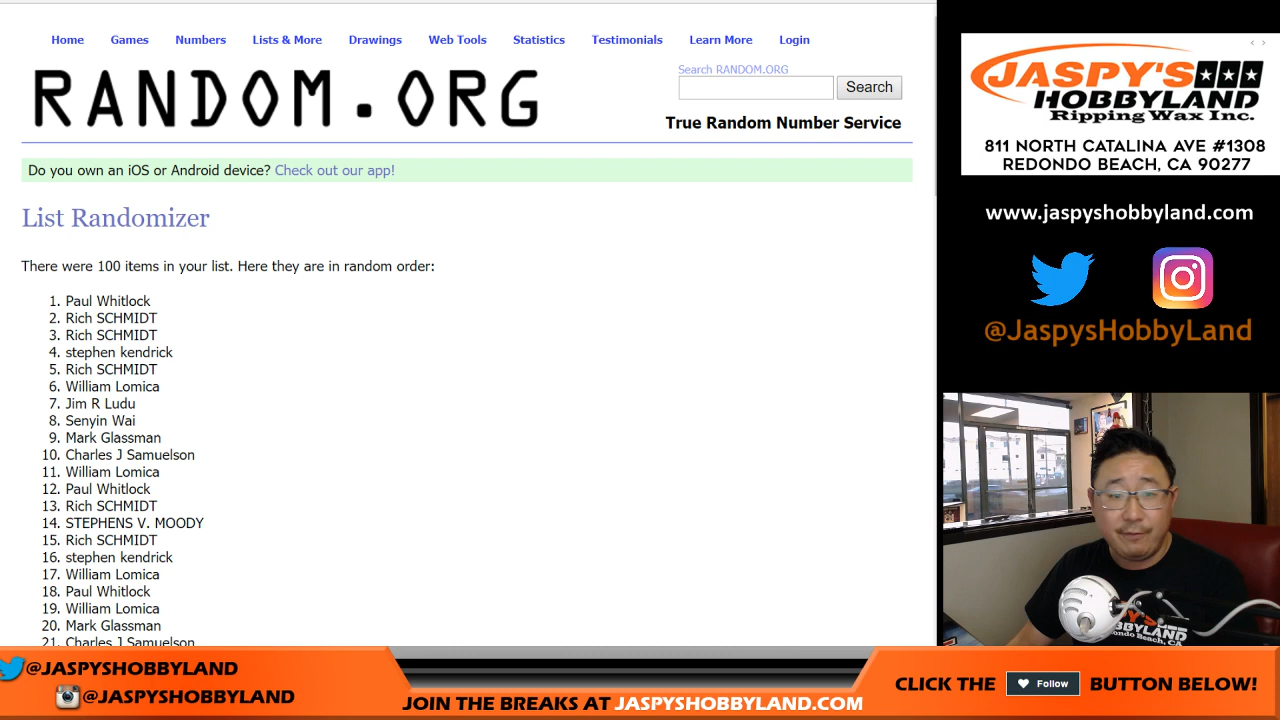 Home Games Numbers Lists & More Drawings Web Tools Statistics Testimonials Learn More Login
RANDOM.ORG
Search RANDOM.ORG
Search
True Random Number Service
Do you own an iOS or Android device? Check out our app!
List Randomizer
There were 100 items in your list. Here they are in random order:
1. Paul Whitlock
2. Rich SCHMIDT
3. Rich SCHMIDT
4. stephen kendrick
5. Rich SCHMIDT
6. William Lomica
7. Jim R Ludu
8. Senyin Wai
9. Mark Glassman
10. Charles J Samuelson
11. William Lomica
12. Paul Whitlock
13. Rich SCHMIDT
14. STEPHENS V. MOODY
15. Rich SCHMIDT
16. stephen kendrick
17. William Lomica
18. Paul Whitlock
19. William Lomica
20. Mark Glassman
21. Charles J Samuelson
JASPY'S
HOBBYLAND
Ripping Wax Inc.
811 NORTH CATALINA AVE #1308
REDONDO BEACH, CA 90277
www.jaspyshobbyland.com
@JaspysHobbyLand
@JASPYSHOBBYLAND
@JASPYSHOBBYLAND
JOIN THE BREAKS AT JASPYSHOBBYLAND.COM
CLICK THE Follow BUTTON BELOW!